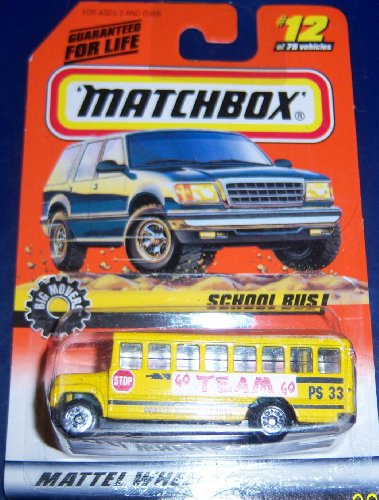 FOR AGES 3 AND OVER
GUARANTEED
FOR LIFE
#12
of 75 vehicles
'MATCHBOX'®
SCHOOL BUS!
BIG MOVERS
STOP
GO TEAM GO
PS 33
MATTEL WHE